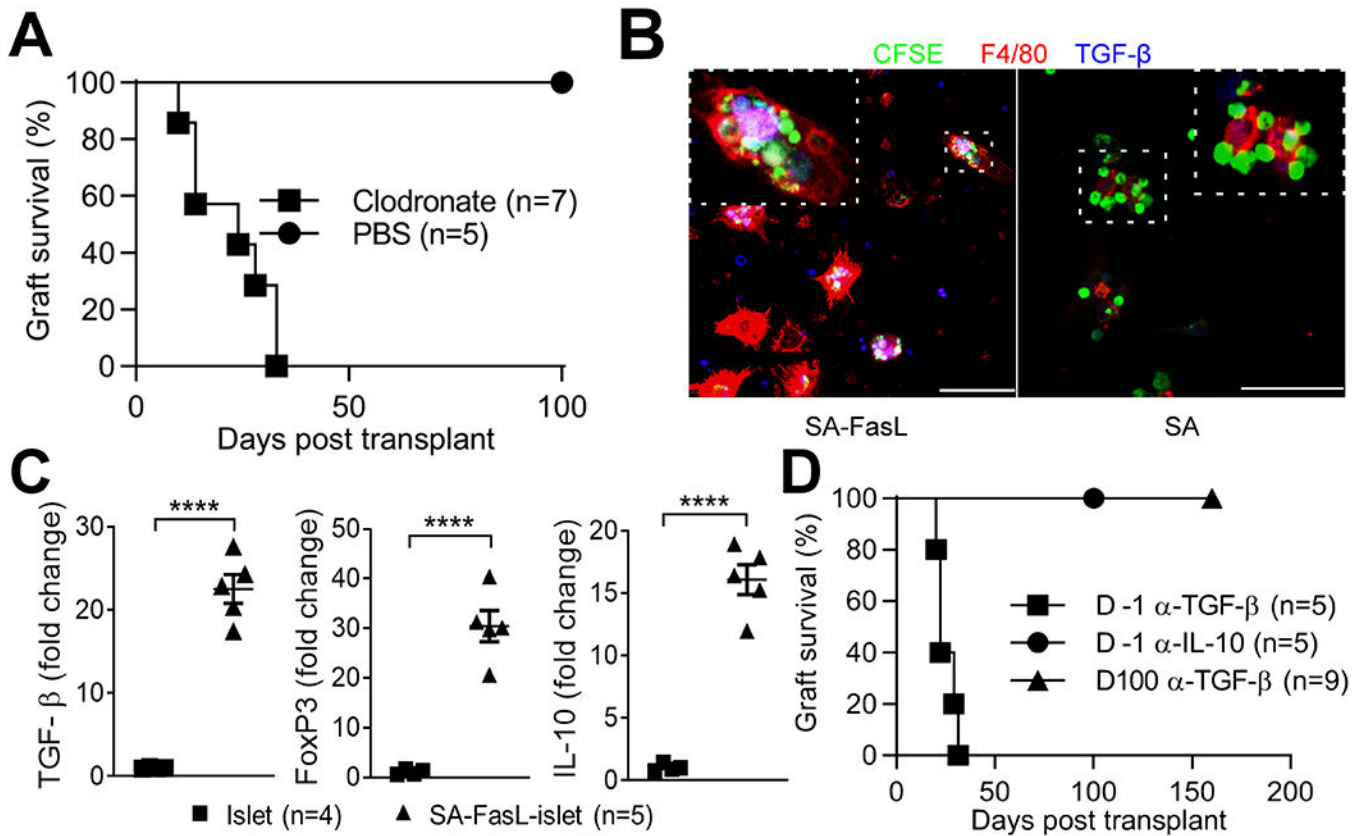 A
Graft survival (%)
100
80
60
40
20
0
Clodronate (n=7)
PBS (n=5)
0 50 100
Days post transplant
B
CFSE F4/80 TGF-β
SA-FasL SA
C
TGF- β (fold change)
30
20
10
0
****
FoxP3 (fold change)
50
40
30
20
10
0
****
IL-10 (fold change)
20
15
10
5
0
****
Islet (n=4) SA-FasL-islet (n=5)
D
Graft survival (%)
100
80
60
40
20
0
D -1 α-TGF-β (n=5)
D -1 α-IL-10 (n=5)
D100 α-TGF-β (n=9)
0 50 100 150 200
Days post transplant